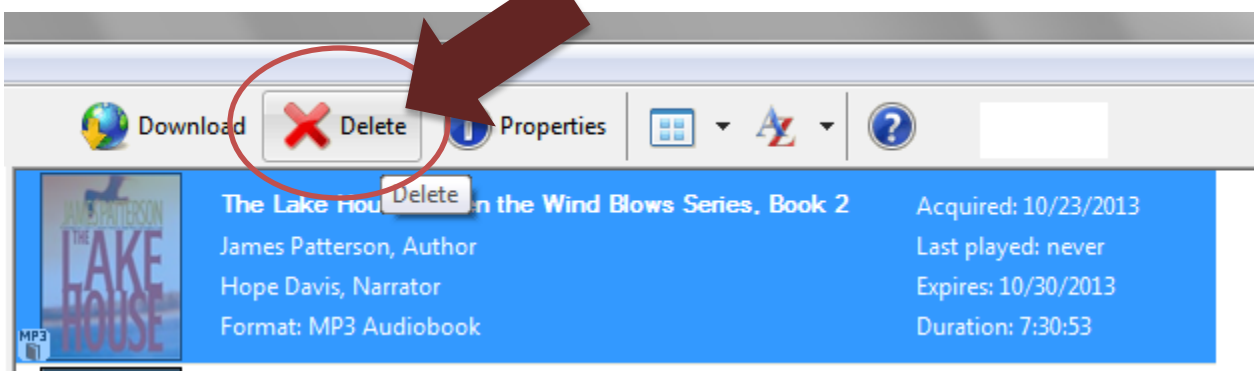 Download Delete Properties
Delete
The Lake Hou n the Wind Blows Series, Book 2
James Patterson, Author
Hope Davis, Narrator
Format: MP3 Audiobook
Acquired: 10/23/2013
Last played: never
Expires: 10/30/2013
Duration: 7:30:53
JAMES PATTERSON
THE
LAKE
HOUSE
MP3